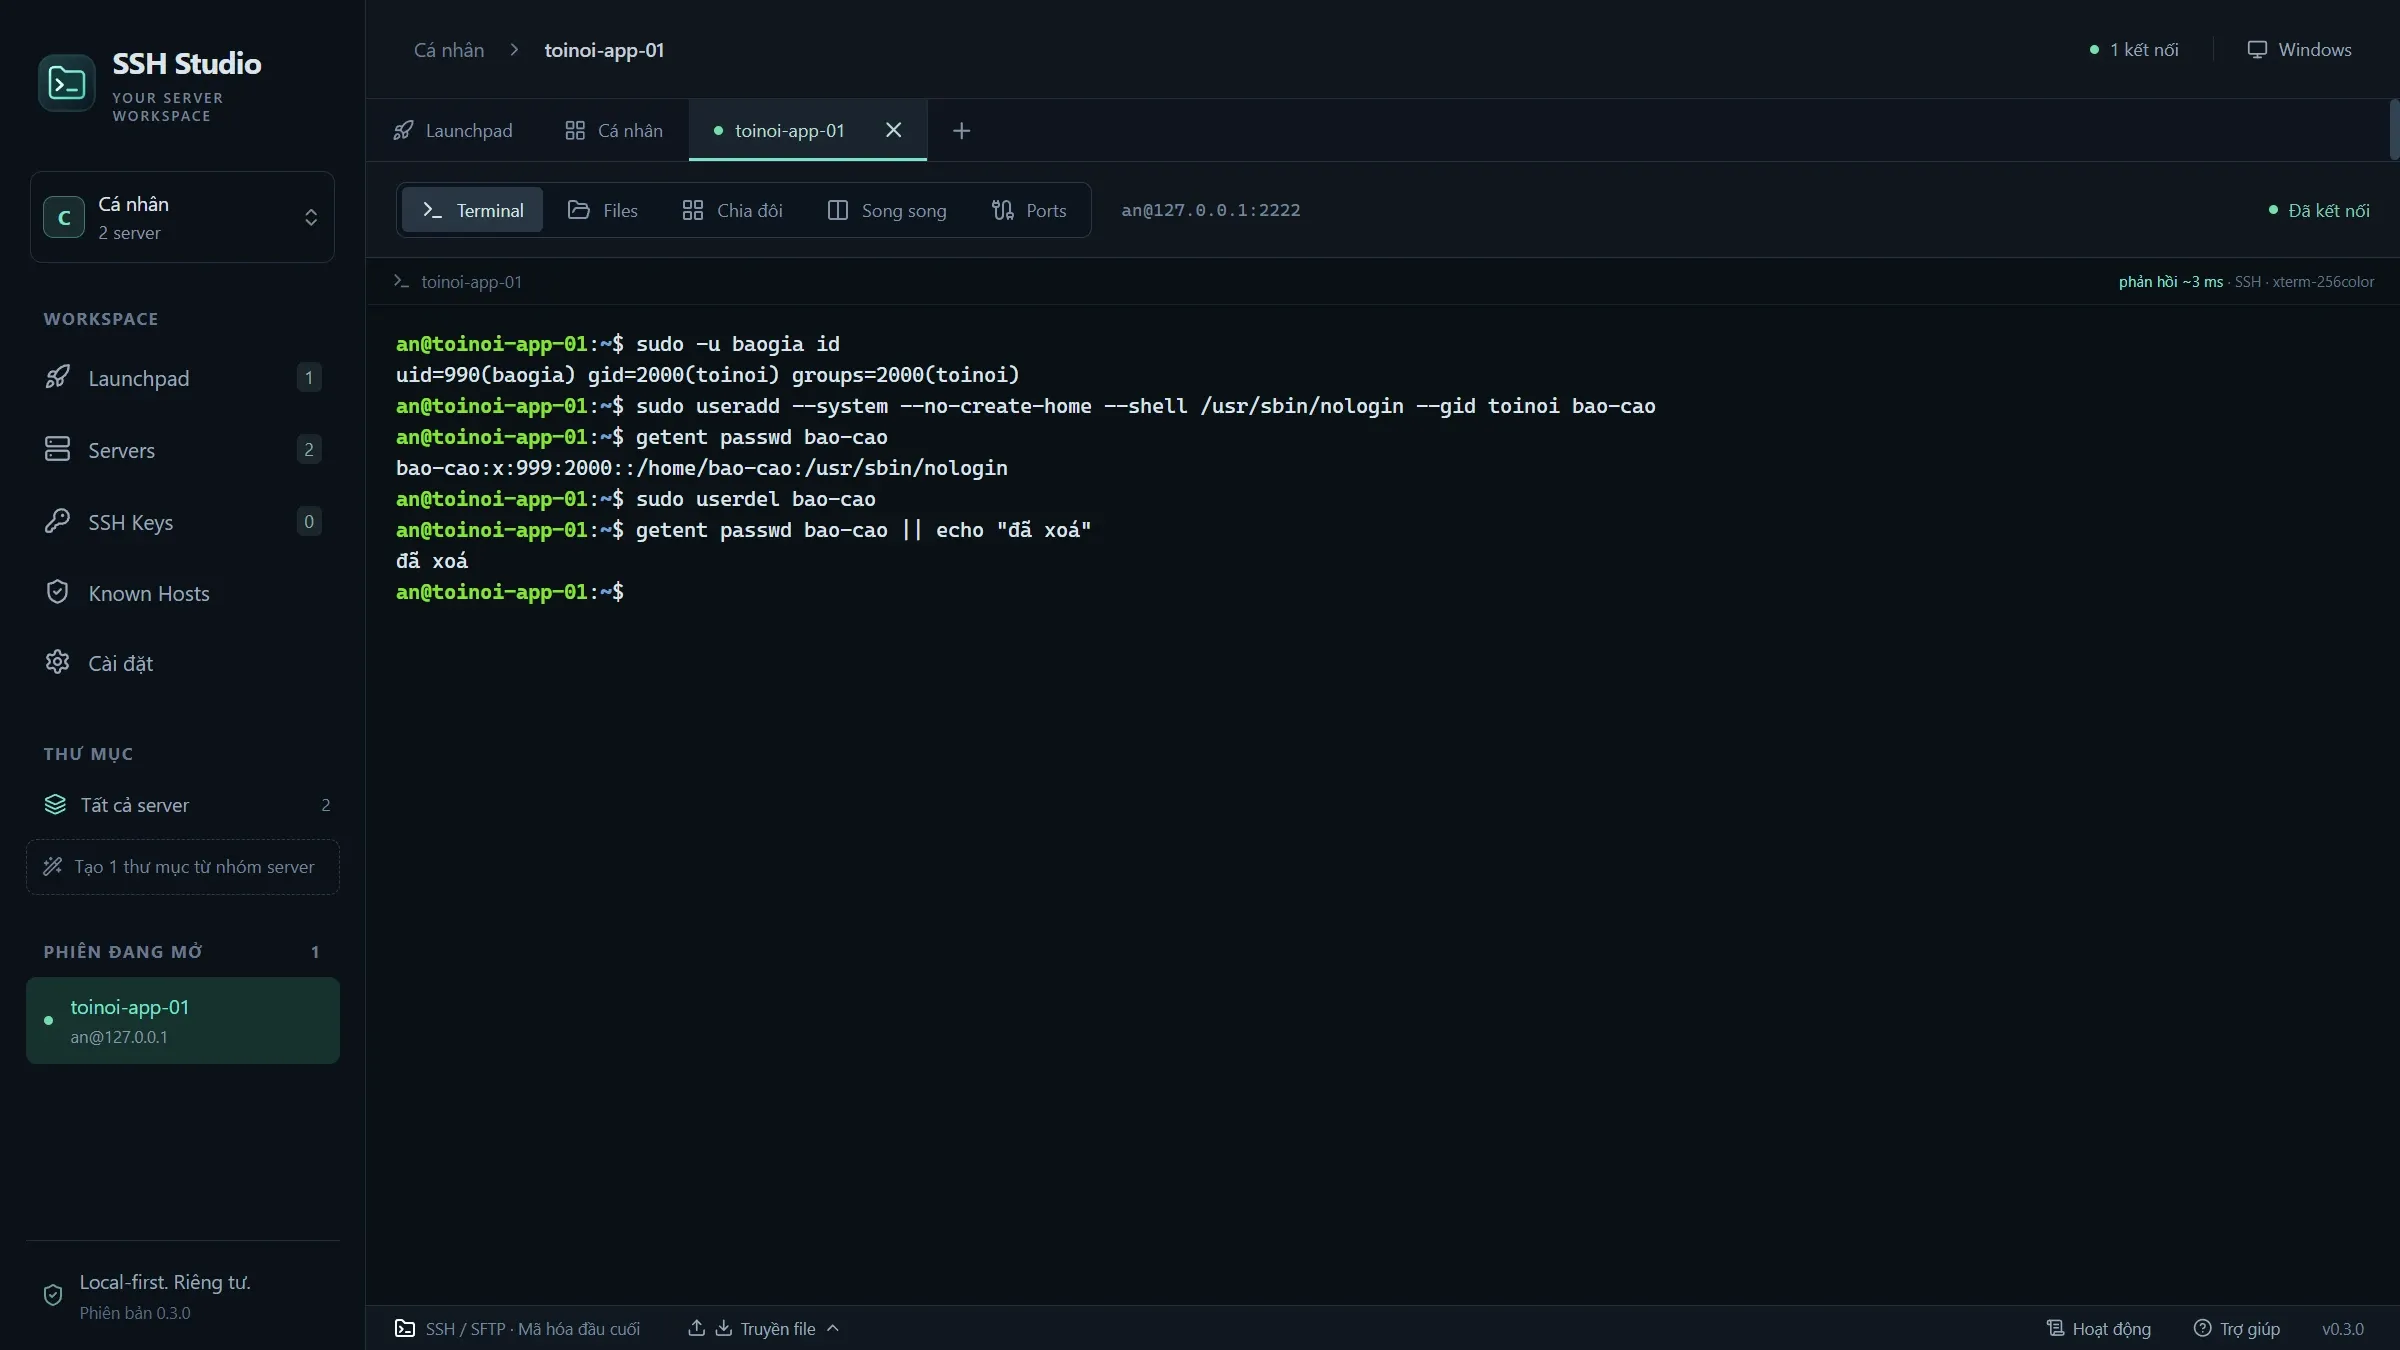 SSH Studio
YOUR SERVER
WORKSPACE
C
Cá nhân
2 server
WORKSPACE
Launchpad 1
Servers 2
SSH Keys 0
Known Hosts
Cài đặt
THƯ MỤC
Tất cả server 2
Tạo 1 thư mục từ nhóm server
PHIÊN ĐANG MỞ 1
toinoi-app-01
an@127.0.0.1
Local-first. Riêng tư.
Phiên bản 0.3.0
Cá nhân > toinoi-app-01
1 kết nối
Windows
Launchpad
Cá nhân
toinoi-app-01
Terminal
Files
Chia đôi
Song song
Ports
an@127.0.0.1:2222
Đã kết nối
toinoi-app-01
phản hồi ~3 ms · SSH · xterm-256color
an@toinoi-app-01:~$ sudo -u baogia id
uid=990(baogia) gid=2000(toinoi) groups=2000(toinoi)
an@toinoi-app-01:~$ sudo useradd --system --no-create-home --shell /usr/sbin/nologin --gid toinoi bao-cao
an@toinoi-app-01:~$ getent passwd bao-cao
bao-cao:x:999:2000::/home/bao-cao:/usr/sbin/nologin
an@toinoi-app-01:~$ sudo userdel bao-cao
an@toinoi-app-01:~$ getent passwd bao-cao || echo "đã xoá"
đã xoá
an@toinoi-app-01:~$
SSH / SFTP · Mã hóa đầu cuối
Truyền file
Hoạt động
Trợ giúp
v0.3.0